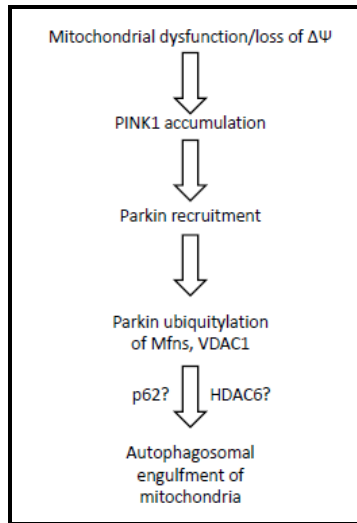 Mitochondrial dysfunction/loss of ΔΨ
PINK1 accumulation
Parkin recruitment
Parkin ubiquitylation
of Mfns, VDAC1
p62? HDAC6?
Autophagosomal
engulfment of
mitochondria